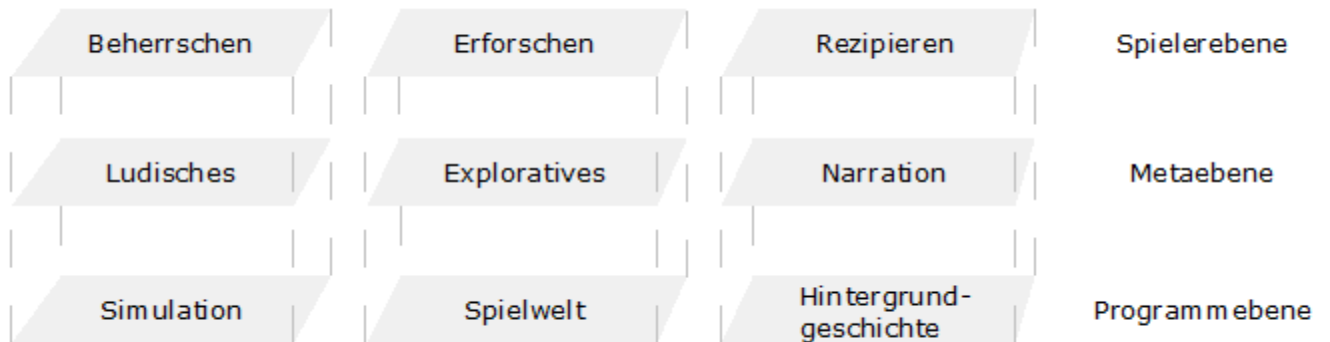 Beherrschen Erforschen Rezipieren Spielerebene
Ludisches Exploratives Narration Metaebene
Simulation Spielwelt Hintergrund-
geschichte Programmebene